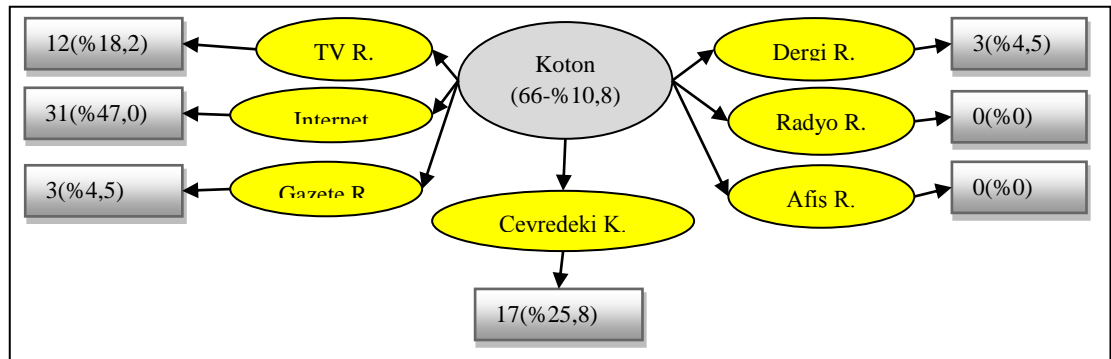 12(%18,2)
TV R.
Koton
(66-%10,8)
Dergi R.
3(%4,5)
31(%47,0)
Internet
Radyo R.
0(%0)
3(%4,5)
Gazete R.
Afis R.
0(%0)
Cevredeki K.
17(%25,8)